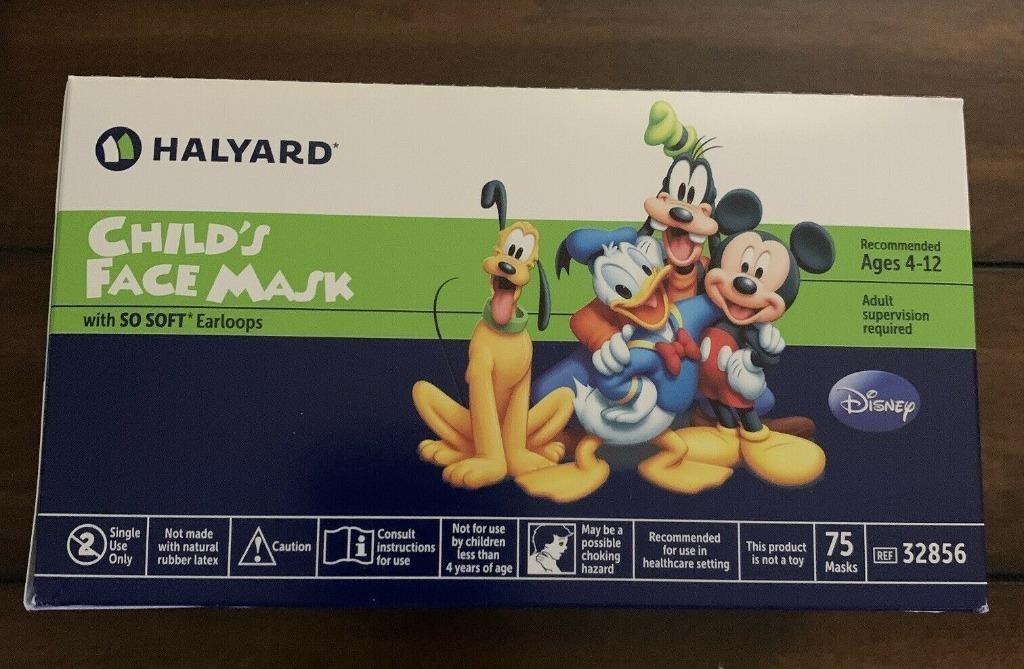 HALYARD*
CHILD'S
FACE MASK
with SO SOFT* Earloops
Recommended
Ages 4-12
Adult
supervision
required
DISNEY
2
Single
Use
Only
Not made
with natural
rubber latex
Caution
i
Consult
instructions
for use
Not for use
by children
less than
4 years of age
May be a
possible
choking
hazard
Recommended
for use in
healthcare setting
This product
is not a toy
75
Masks
REF 32856